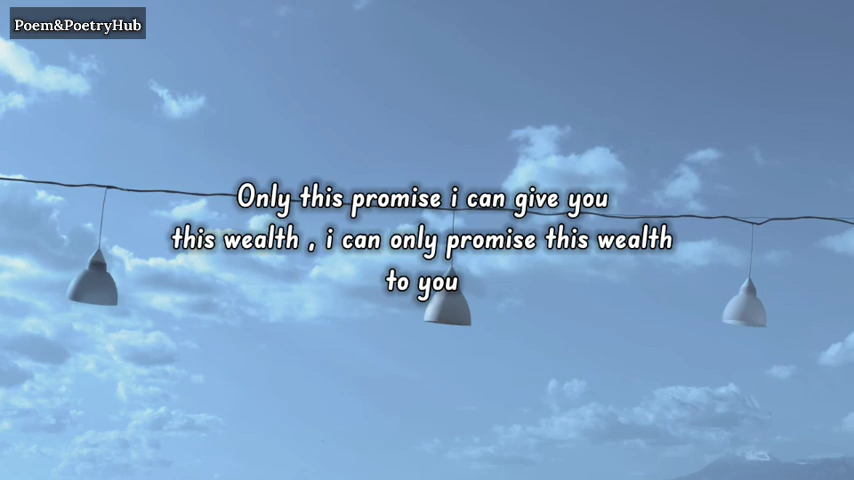 Poem&PoetryHub
Only this promise i can give you
this wealth , i can only promise this wealth
to you